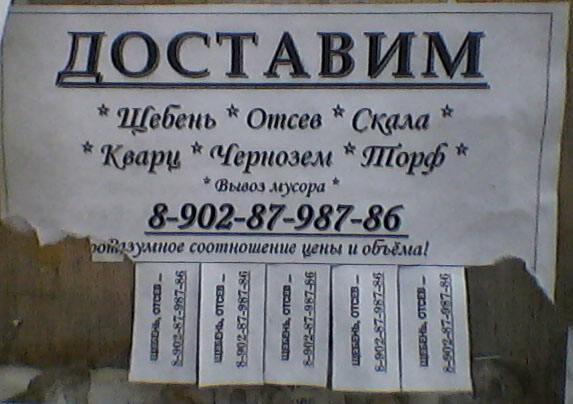 ДОСТАВИМ
* Щебень * Отсев * Скала *
* Кварц * Чернозем * Торф *
* Вывоз мусора *
8-902-87-987-86
соотношение цены и объёма!
ЩЕБЕНЬ, ОТСЕВ ...
8-902-87-987-86
ЩЕБЕНЬ, ОТСЕВ ...
8-902-87-987-86
ЩЕБЕНЬ, ОТСЕВ ...
8-902-87-987-86
ЩЕБЕНЬ, ОТСЕВ ...
8-902-87-987-86
ЩЕБЕНЬ, ОТСЕВ ...
8-902-87-987-86